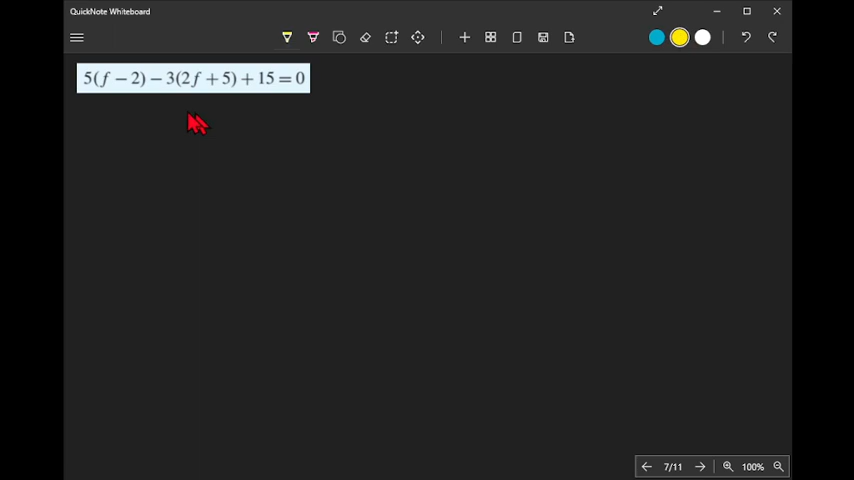 QuickNote Whiteboard
5(f − 2) − 3(2f + 5) + 15 = 0
7/11
100%